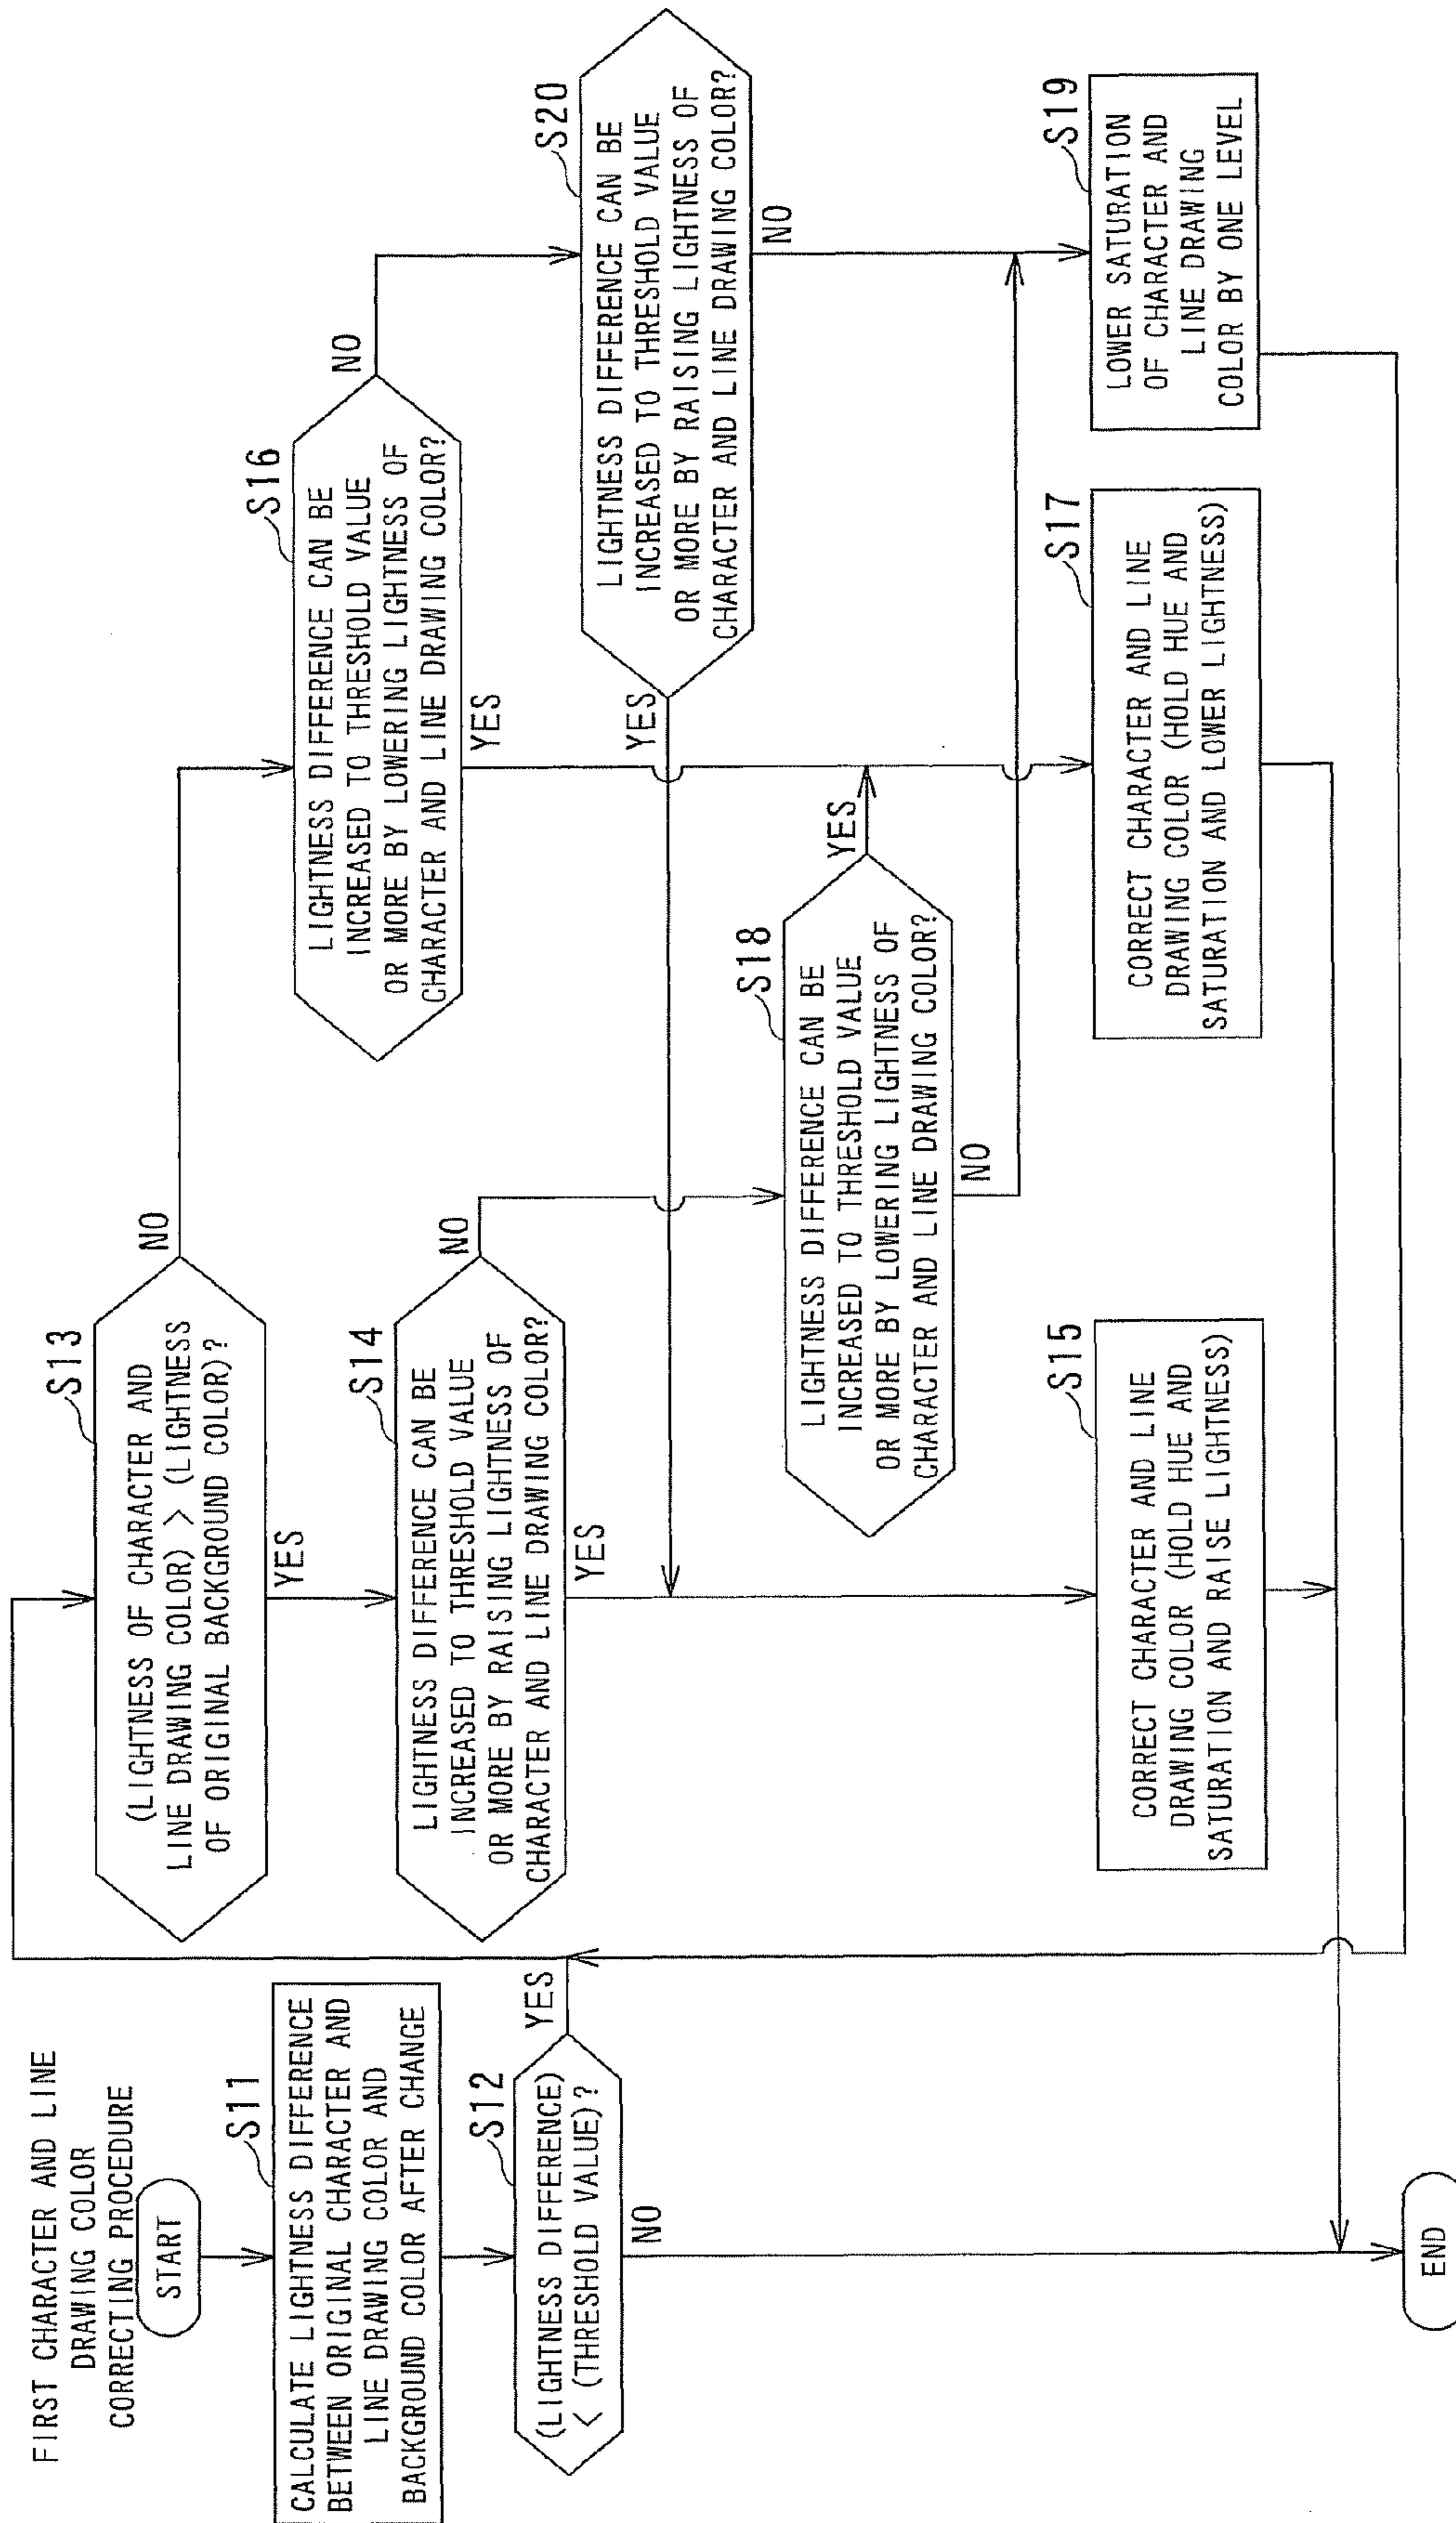 FIRST CHARACTER AND LINE
DRAWING COLOR
CORRECTING PROCEDURE
START
S11
CALCULATE LIGHTNESS DIFFERENCE
BETWEEN ORIGINAL CHARACTER AND
LINE DRAWING COLOR AND
BACKGROUND COLOR AFTER CHANGE
S12
(LIGHTNESS DIFFERENCE)
< (THRESHOLD VALUE)?
YES
NO
S13
(LIGHTNESS OF CHARACTER AND
LINE DRAWING COLOR) > (LIGHTNESS
OF ORIGINAL BACKGROUND COLOR)?
NO
YES
S14
LIGHTNESS DIFFERENCE CAN BE
INCREASED TO THRESHOLD VALUE
OR MORE BY RAISING LIGHTNESS OF
CHARACTER AND LINE DRAWING COLOR?
NO
YES
S15
CORRECT CHARACTER AND LINE
DRAWING COLOR (HOLD HUE AND
SATURATION AND RAISE LIGHTNESS)
S16
LIGHTNESS DIFFERENCE CAN BE
INCREASED TO THRESHOLD VALUE
OR MORE BY LOWERING LIGHTNESS OF
CHARACTER AND LINE DRAWING COLOR?
NO
YES
S20
LIGHTNESS DIFFERENCE CAN BE
INCREASED TO THRESHOLD VALUE
OR MORE BY RAISING LIGHTNESS OF
CHARACTER AND LINE DRAWING COLOR?
YES
NO
S18
LIGHTNESS DIFFERENCE CAN BE
INCREASED TO THRESHOLD VALUE
OR MORE BY LOWERING LIGHTNESS OF
CHARACTER AND LINE DRAWING COLOR?
YES
NO
S17
CORRECT CHARACTER AND LINE
DRAWING COLOR (HOLD HUE AND
SATURATION AND LOWER LIGHTNESS)
S19
LOWER SATURATION
OF CHARACTER AND
LINE DRAWING
COLOR BY ONE LEVEL
END